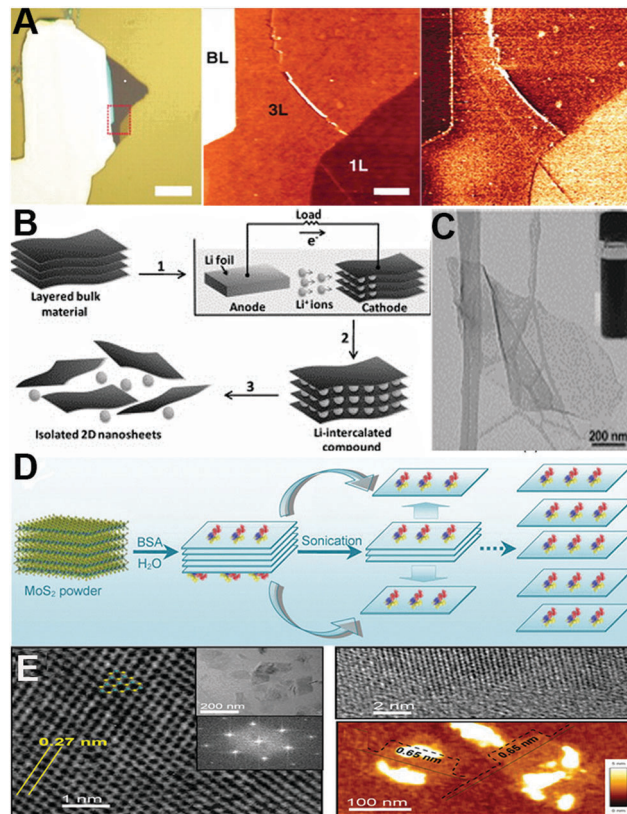 A
BL
3L
1L
B
Load
e-
Li foil
Li+ ions
Anode
Cathode
Layered bulk
material
1
2
3
Isolated 2D nanosheets
Li-intercalated
compound
C
200 nm
D
BSA
H₂O
Sonication
MoS₂ powder
E
0.27 nm
1 nm
200 nm
2 nm
0.65 nm
0.65 nm
100 nm